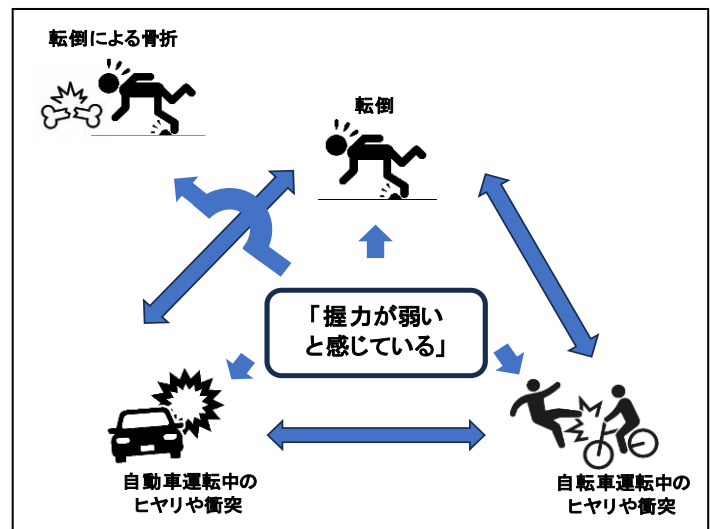 転倒による骨折
転倒
「握力が弱い
と感じている」
自動車運転中の
ヒヤリや衝突
自転車運転中の
ヒヤリや衝突